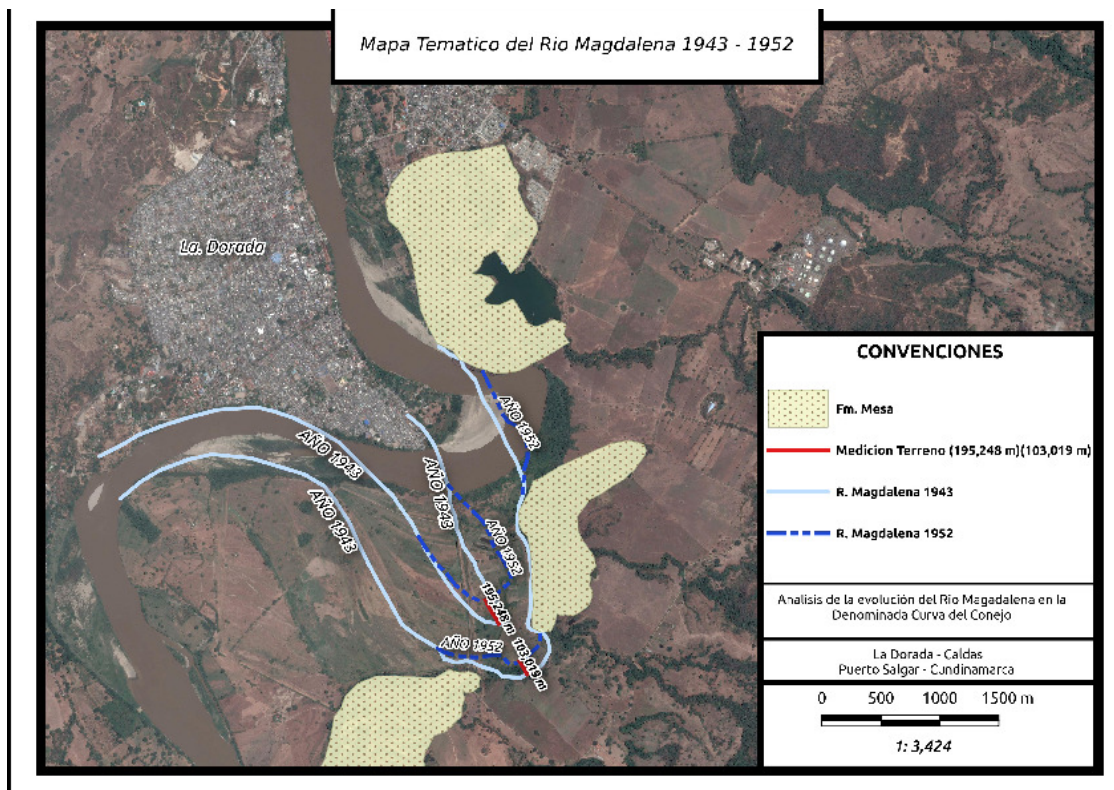 Mapa Tematico del Rio Magdalena 1943 - 1952
La. Dorada
AÑO 1952
AÑO 1943
AÑO 1943
AÑO 1943
AÑO 1952
195,248 m
AÑO 1952
103,019 m
CONVENCIONES
Fm. Mesa
Medicion Terreno (195,248 m)(103,019 m)
R. Magdalena 1943
R. Magdalena 1952
Analisis de la evolución del Río Magadalena en la
Denominada Curva del Conejo
La Dorada - Caldas
Puerto Salgar - Cundinamarca
0 500 1000 1500 m
1: 3,424